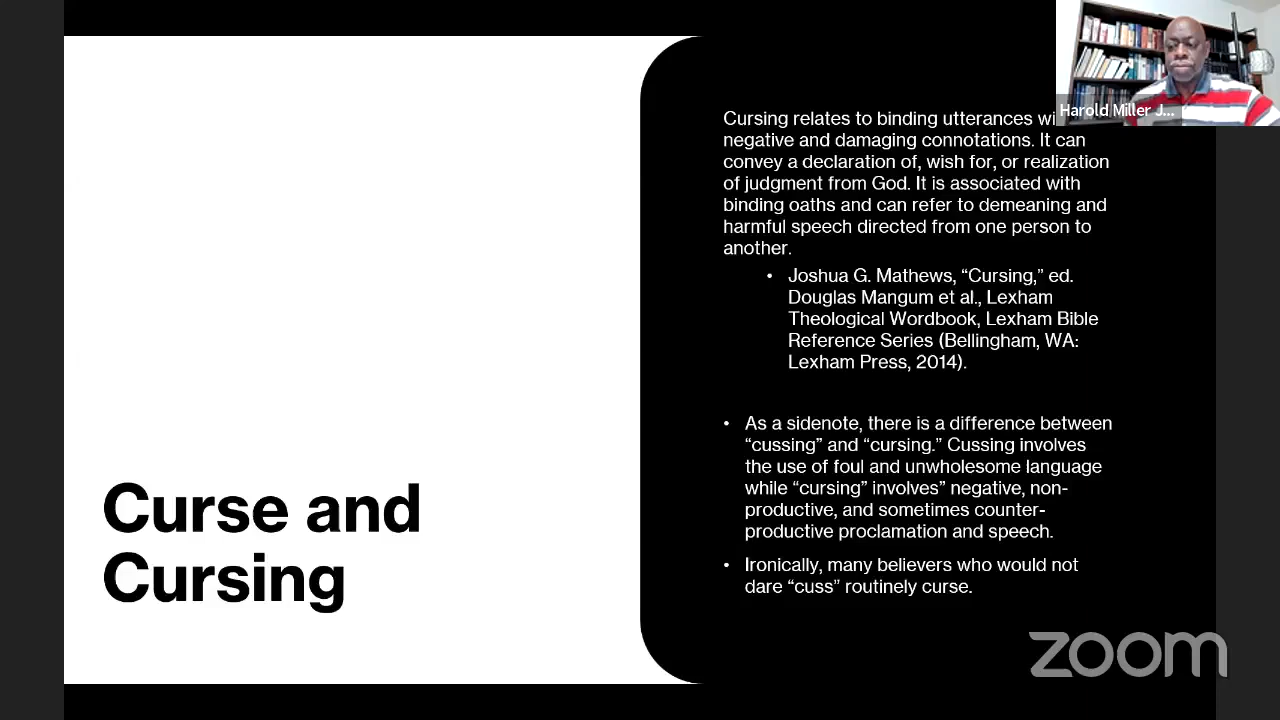 Harold Miller J...
Curse and
Cursing
Cursing relates to binding utterances
negative and damaging connotations. It can
convey a declaration of, wish for, or realization
of judgment from God. It is associated with
binding oaths and can refer to demeaning and
harmful speech directed from one person to
another.
• Joshua G. Mathews, “Cursing,” ed.
Douglas Mangum et al., Lexham
Theological Wordbook, Lexham Bible
Reference Series (Bellingham, WA:
Lexham Press, 2014).
• As a sidenote, there is a difference between
“cussing” and “cursing.” Cussing involves
the use of foul and unwholesome language
while “cursing” involves” negative, non-
productive, and sometimes counter-
productive proclamation and speech.
• Ironically, many believers who would not
dare “cuss” routinely curse.
zoom